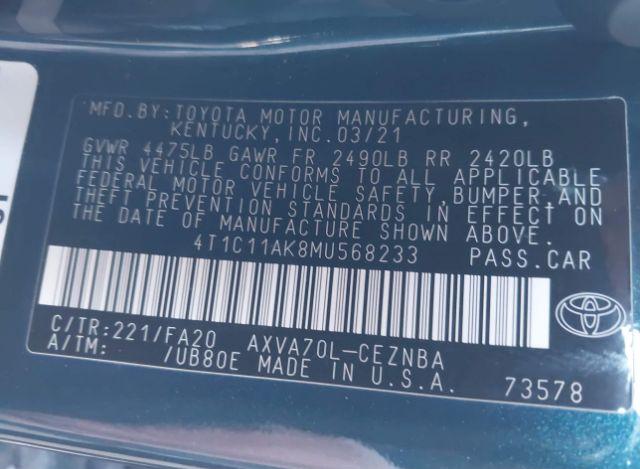 MFD.BY:TOYOTA MOTOR MANUFACTURING,
KENTUCKY,INC.03/21
GVWR 4475LB GAWR FR 2490LB RR 2420LB
THIS VEHICLE CONFORMS TO ALL APPLICABLE
FEDERAL MOTOR VEHICLE SAFETY,BUMPER,AND
THEFT PREVENTION STANDARDS IN EFFECT ON
THE DATE OF MANUFACTURE SHOWN ABOVE.
4T1C11AK8MU568233 PASS.CAR
C/TR:221/FA20 AXVA70L-CEZNBA
A/TM: /UB80E MADE IN U.S.A. 73578